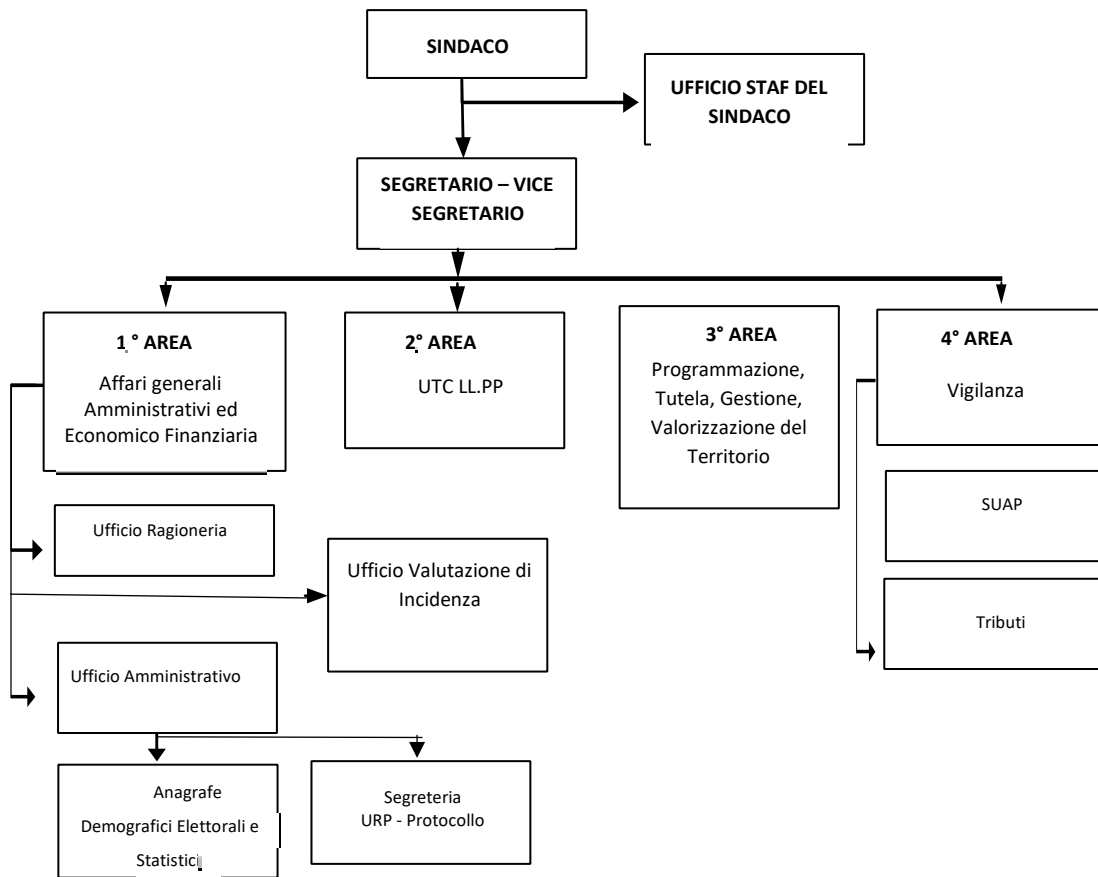 SINDACO
UFFICIO STAF DEL
SINDACO
SEGRETARIO – VICE
SEGRETARIO
1° AREA
Affari generali
Amministrativi ed
Economico Finanziaria
2° AREA
UTC LL.PP
3° AREA
Programmazione,
Tutela, Gestione,
Valorizzazione del
Territorio
4° AREA
Vigilanza
Ufficio Ragioneria
Ufficio Valutazione di
Incidenza
SUAP
Tributi
Ufficio Amministrativo
Anagrafe
Demografici Elettorali e
Statistici
Segreteria
URP - Protocollo